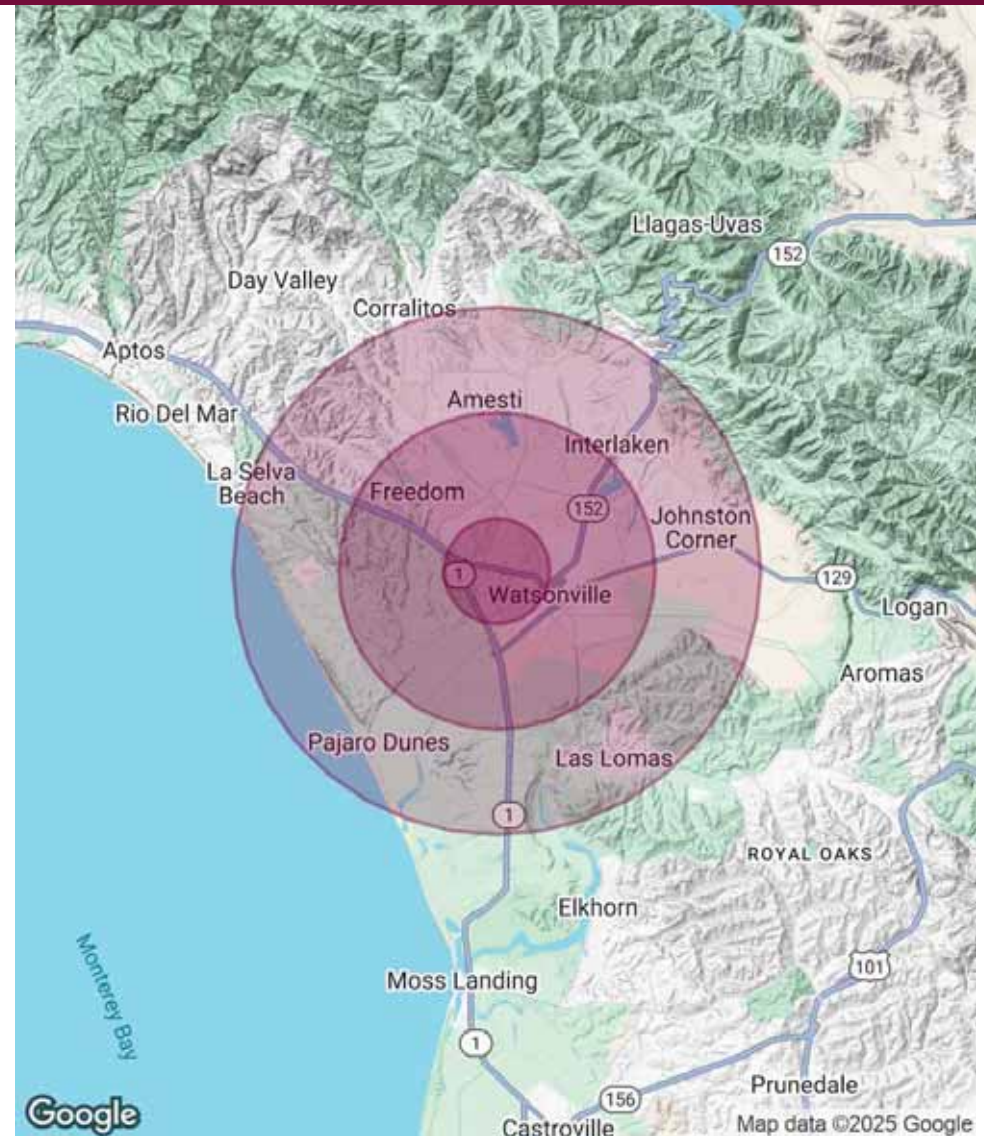 Llagas-Uvas
152
Day Valley
Corralitos
Aptos
Amesti
Rio Del Mar
Interlaken
La Selva
Beach
Freedom
152
Johnston
Corner
1
129
Watsonville
Logan
Aromas
Pajaro Dunes
Las Lomas
1
ROYAL OAKS
Elkhorn
Monterey Bay
101
Moss Landing
1
Prunedale
156
Castroville
Google
Map data ©2025 Google